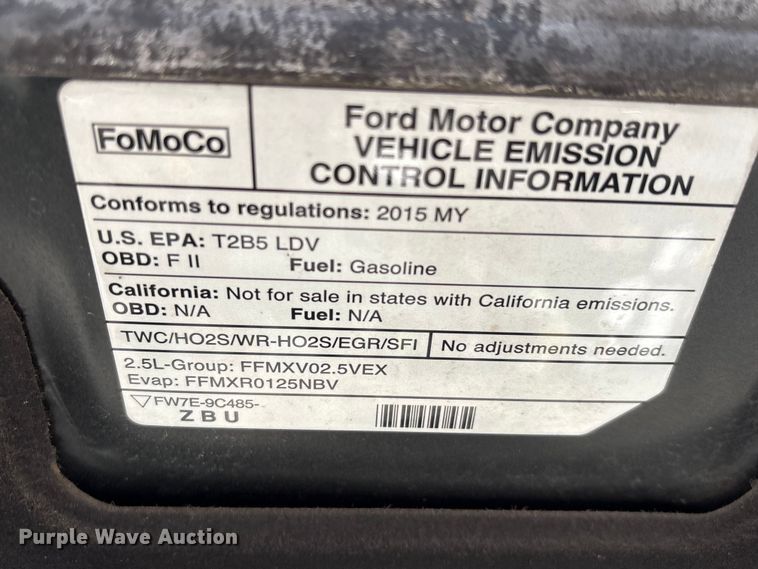 FoMoCo
Ford Motor Company
VEHICLE EMISSION
CONTROL INFORMATION
Conforms to regulations: 2015 MY
U.S. EPA: T2B5 LDV
OBD: F II Fuel: Gasoline
California: Not for sale in states with California emissions.
OBD: N/A Fuel: N/A
TWC/HO2S/WR-HO2S/EGR/SFI No adjustments needed.
2.5L-Group: FFMXV02.5VEX
Evap: FFMXR0125NBV
▽FW7E-9C485-
ZBU
Purple Wave Auction